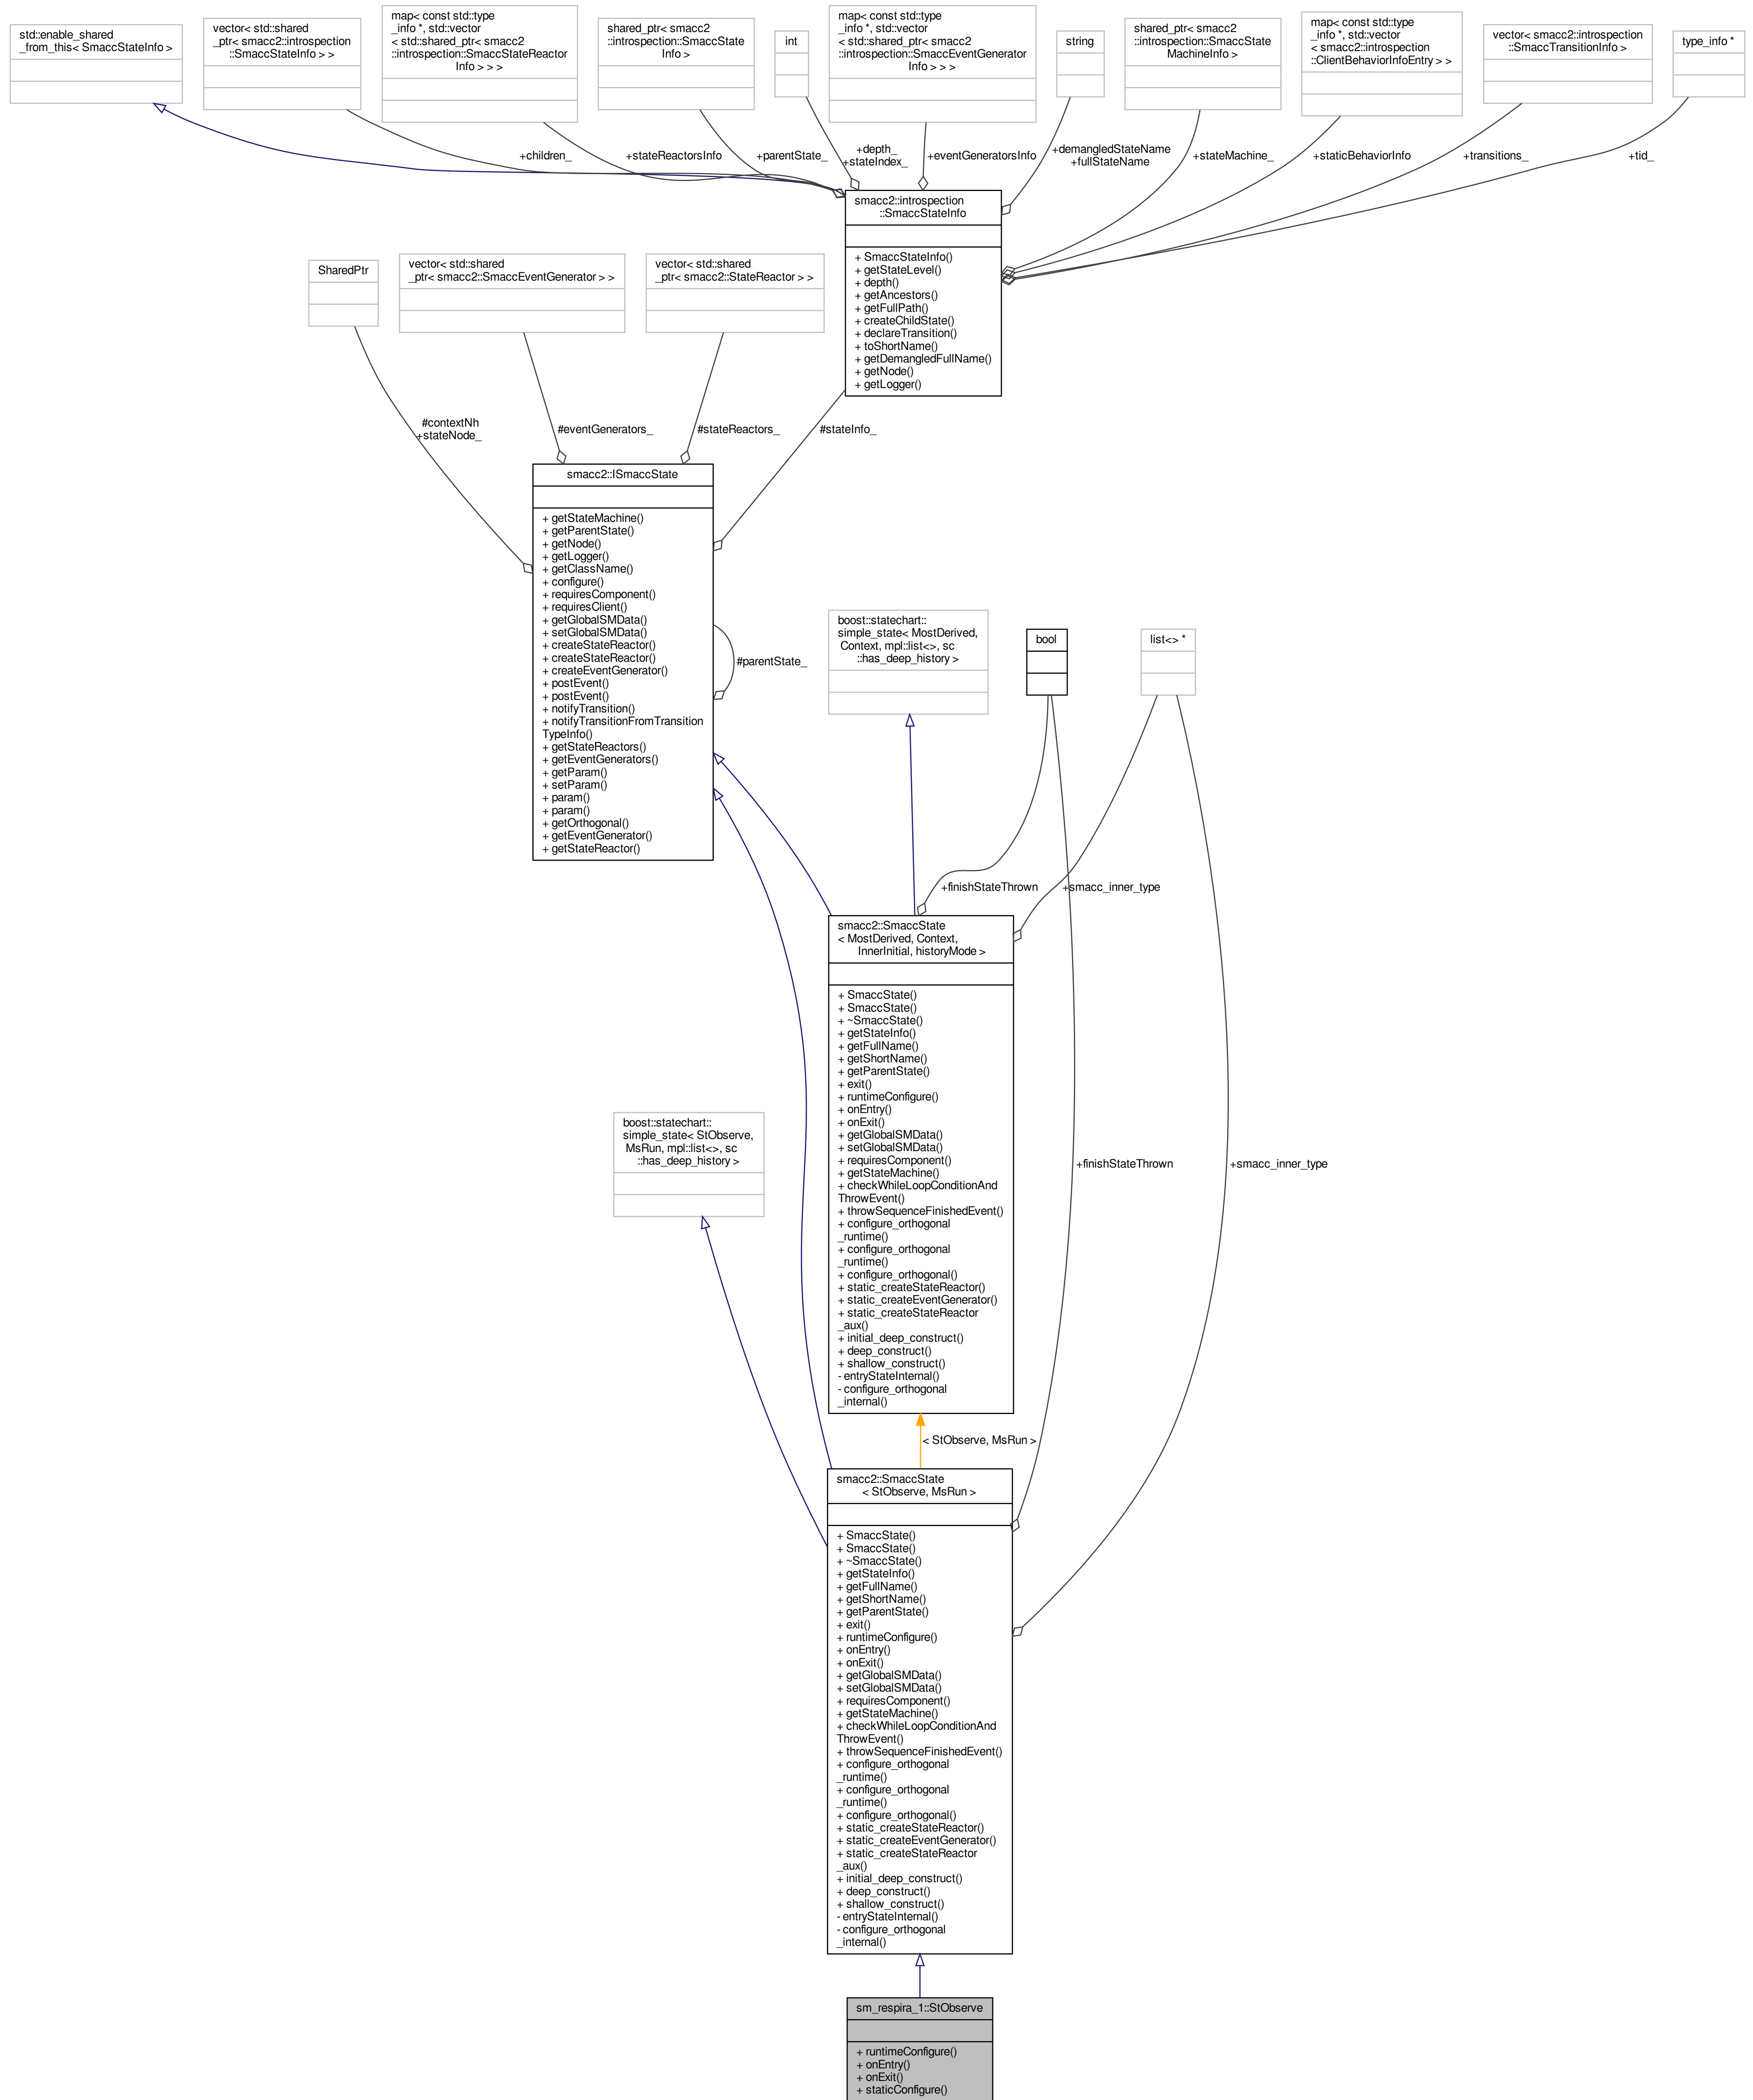 std::enable_shared
_from_this< SmaccStateInfo >
vector< std::shared
_ptr< smacc2::introspection
::SmaccStateInfo > >
map< const std::type
_info *, std::vector
< std::shared_ptr< smacc2
::introspection::SmaccStateReactor
Info > > >
shared_ptr< smacc2
::introspection::SmaccState
Info >
int
map< const std::type
_info *, std::vector
< std::shared_ptr< smacc2
::introspection::SmaccEventGenerator
Info > > >
string
shared_ptr< smacc2
::introspection::SmaccState
MachineInfo >
map< const std::type
_info *, std::vector
< smacc2::introspection
::ClientBehaviorInfoEntry > >
vector< smacc2::introspection
::SmaccTransitionInfo >
type_info *
+children_
+stateReactorsInfo
+parentState_
+depth_
+stateIndex_
+eventGeneratorsInfo
+demangledStateName
+fullStateName
+stateMachine_
+staticBehaviorInfo
+transitions_
+tid_
smacc2::introspection
::SmaccStateInfo
+ SmaccStateInfo()
+ getStateLevel()
+ depth()
+ getAncestors()
+ getFullPath()
+ createChildState()
+ declareTransition()
+ toShortName()
+ getDemangledFullName()
+ getNode()
+ getLogger()
SharedPtr
vector< std::shared
_ptr< smacc2::SmaccEventGenerator > >
vector< std::shared
_ptr< smacc2::StateReactor > >
#contextNh
+stateNode_
#eventGenerators_
#stateReactors_
#stateInfo_
smacc2::ISmaccState
+ getStateMachine()
+ getParentState()
+ getNode()
+ getLogger()
+ getClassName()
+ configure()
+ requiresComponent()
+ requiresClient()
+ getGlobalSMData()
+ setGlobalSMData()
+ createStateReactor()
+ createStateReactor()
+ createEventGenerator()
+ postEvent()
+ postEvent()
+ notifyTransition()
+ notifyTransitionFromTransition
TypeInfo()
+ getStateReactors()
+ getEventGenerators()
+ getParam()
+ setParam()
+ param()
+ param()
+ getOrthogonal()
+ getEventGenerator()
+ getStateReactor()
#parentState_
boost::statechart::
simple_state< MostDerived,
Context, mpl::list<>, sc
::has_deep_history >
bool
list<> *
+finishStateThrown
+smacc_inner_type
smacc2::SmaccState
< MostDerived, Context,
InnerInitial, historyMode >
+ SmaccState()
+ SmaccState()
+ ~SmaccState()
+ getStateInfo()
+ getFullName()
+ getShortName()
+ getParentState()
+ exit()
+ runtimeConfigure()
+ onEntry()
+ onExit()
+ getGlobalSMData()
+ setGlobalSMData()
+ requiresComponent()
+ getStateMachine()
+ checkWhileLoopConditionAnd
ThrowEvent()
+ throwSequenceFinishedEvent()
+ configure_orthogonal
_runtime()
+ configure_orthogonal
_runtime()
+ configure_orthogonal()
+ static_createStateReactor()
+ static_createEventGenerator()
+ static_createStateReactor
_aux()
+ initial_deep_construct()
+ deep_construct()
+ shallow_construct()
- entryStateInternal()
- configure_orthogonal
_internal()
boost::statechart::
simple_state< StObserve,
MsRun, mpl::list<>, sc
::has_deep_history >
+finishStateThrown
+smacc_inner_type
< StObserve, MsRun >
smacc2::SmaccState
< StObserve, MsRun >
+ SmaccState()
+ SmaccState()
+ ~SmaccState()
+ getStateInfo()
+ getFullName()
+ getShortName()
+ getParentState()
+ exit()
+ runtimeConfigure()
+ onEntry()
+ onExit()
+ getGlobalSMData()
+ setGlobalSMData()
+ requiresComponent()
+ getStateMachine()
+ checkWhileLoopConditionAnd
ThrowEvent()
+ throwSequenceFinishedEvent()
+ configure_orthogonal
_runtime()
+ configure_orthogonal
_runtime()
+ configure_orthogonal()
+ static_createStateReactor()
+ static_createEventGenerator()
+ static_createStateReactor
_aux()
+ initial_deep_construct()
+ deep_construct()
+ shallow_construct()
- entryStateInternal()
- configure_orthogonal
_internal()
sm_respira_1::StObserve
+ runtimeConfigure()
+ onEntry()
+ onExit()
+ staticConfigure()